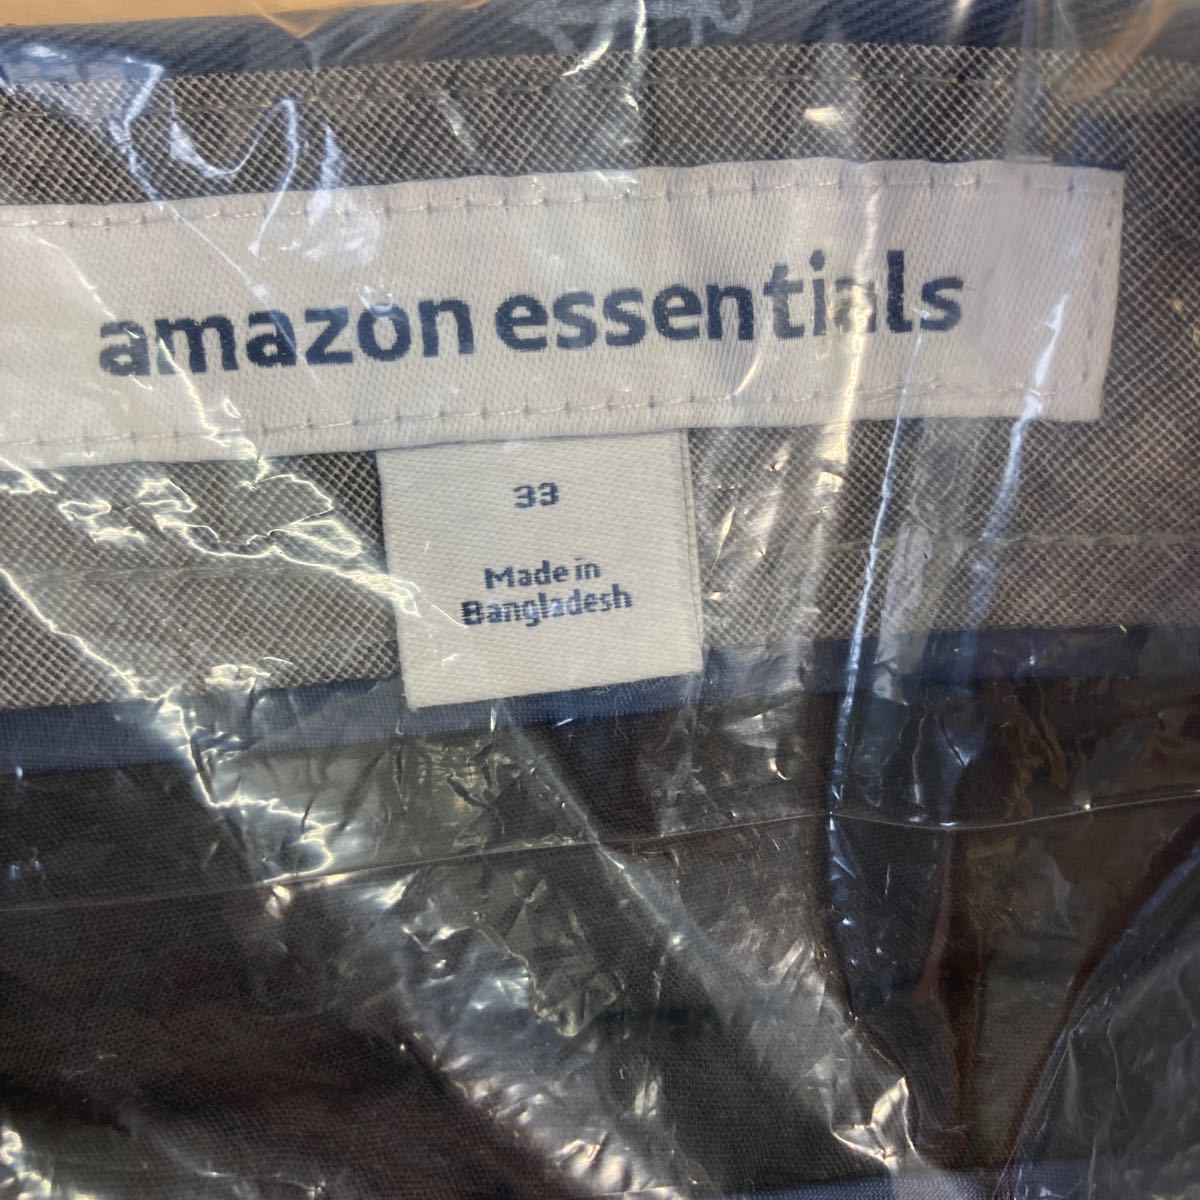 amazon essentials
33
Made in
Bangladesh